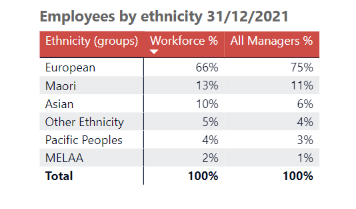 Employees by ethnicity 31/12/2021
Ethnicity (groups) Workforce % All Managers %
European 66% 75%
Maori 13% 11%
Asian 10% 6%
Other Ethnicity 5% 4%
Pacific Peoples 4% 3%
MELAA 2% 1%
Total 100% 100%